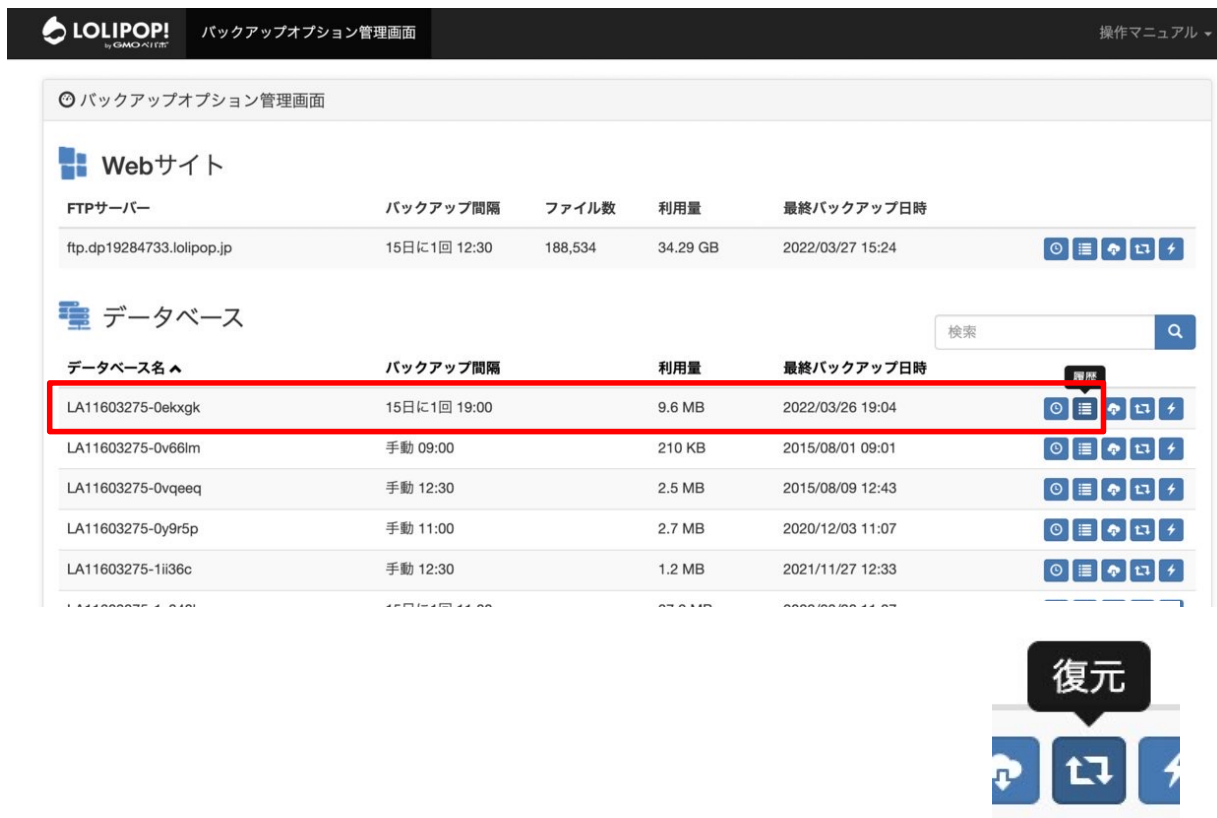 LOLIPOP! バックアップオプション管理画面 操作マニュアル
by GMOペパボ
バックアップオプション管理画面
Webサイト
FTPサーバー バックアップ間隔 ファイル数 利用量 最終バックアップ日時
ftp.dp19284733.lolipop.jp 15日に1回 12:30 188,534 34.29 GB 2022/03/27 15:24
データベース
検索
データベース名 バックアップ間隔 利用量 最終バックアップ日時
履歴
LA11603275-0ekxgk 15日に1回 19:00 9.6 MB 2022/03/26 19:04
LA11603275-0v66lm 手動 09:00 210 KB 2015/08/01 09:01
LA11603275-0vqeeq 手動 12:30 2.5 MB 2015/08/09 12:43
LA11603275-0y9r5p 手動 11:00 2.7 MB 2020/12/03 11:07
LA11603275-1ii36c 手動 12:30 1.2 MB 2021/11/27 12:33
復元